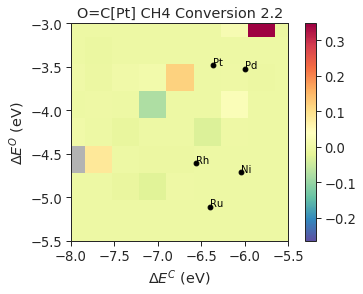 O=C[Pt] CH4 Conversion 2.2
−3.0
−3.5
−4.0
−4.5
−5.0
−5.5
ΔE^O (eV)
Pt
Pd
Rh
Ni
Ru
−8.0 −7.5 −7.0 −6.5 −6.0 −5.5
ΔE^C (eV)
0.3
0.2
0.1
0.0
−0.1
−0.2